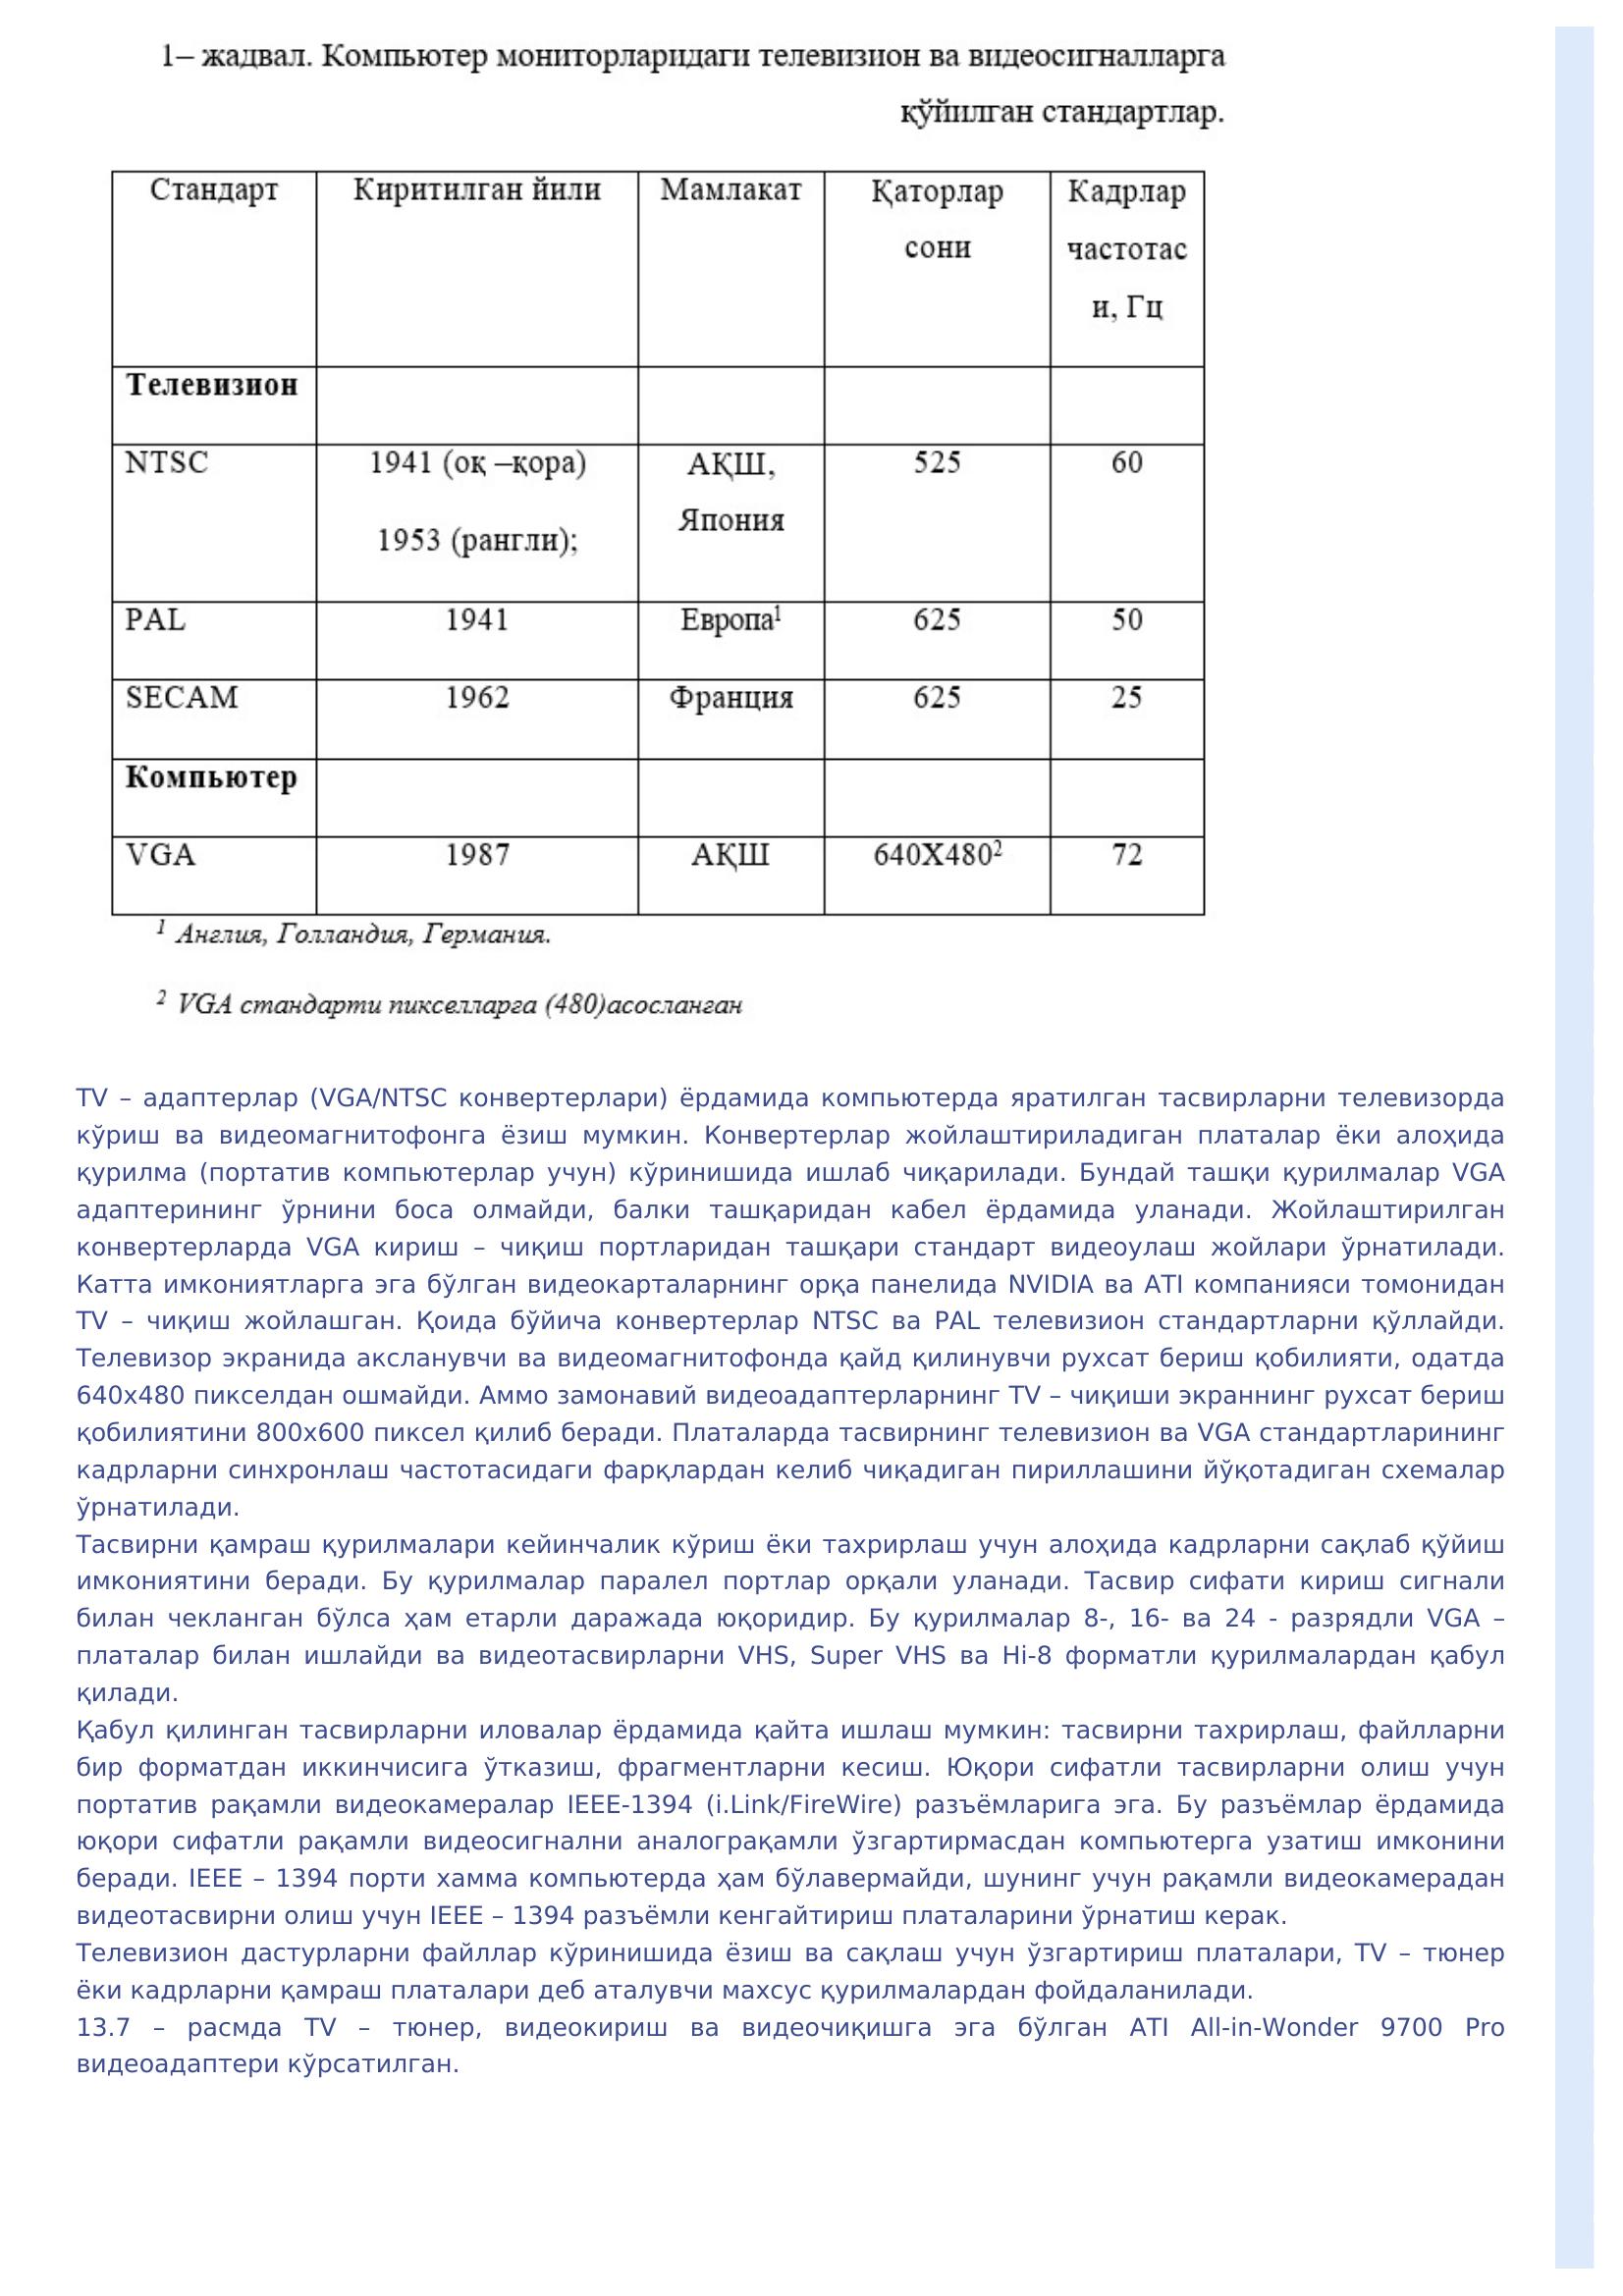 1– жадвал. Компьютер мониторларидаги телевизион ва видеосигналларга
қўйилган стандартлар.
Стандарт Киритилган йили Мамлакат Қаторлар сони Кадрлар частотас и, Гц
Телевизион
NTSC 1941 (оқ –қора) 1953 (рангли); АҚШ, Япония 525 60
PAL 1941 Европа¹ 625 50
SECAM 1962 Франция 625 25
Компьютер
VGA 1987 АҚШ 640X480² 72
¹ Англия, Голландия, Германия.
² VGA стандарти пикселларга (480)асосланган
TV – адаптерлар (VGA/NTSC конвертерлари) ёрдамида компьютерда яратилган тасвирларни телевизорда
кўриш ва видеомагнитофонга ёзиш мумкин. Конвертерлар жойлаштириладиган платалар ёки алоҳида
қурилма (портатив компьютерлар учун) кўринишида ишлаб чиқарилади. Бундай ташқи қурилмалар VGA
адаптерининг ўрнини боса олмайди, балки ташқаридан кабел ёрдамида уланади. Жойлаштирилган
конвертерларда VGA кириш – чиқиш портларидан ташқари стандарт видеоулаш жойлари ўрнатилади.
Катта имкониятларга эга бўлган видеокарталарнинг орқа панелида NVIDIA ва ATI компанияси томонидан
TV – чиқиш жойлашган. Қоида бўйича конвертерлар NTSC ва PAL телевизион стандартларни қўллайди.
Телевизор экранида аксланувчи ва видеомагнитофонда қайд қилинувчи рухсат бериш қобилияти, одатда
640х480 пикселдан ошмайди. Аммо замонавий видеоадаптерларнинг TV – чиқиши экраннинг рухсат бериш
қобилиятини 800х600 пиксел қилиб беради. Платаларда тасвирнинг телевизион ва VGA стандартларининг
кадрларни синхронлаш частотасидаги фарқлардан келиб чиқадиган пириллашини йўқотадиган схемалар
ўрнатилади.
Тасвирни қамраш қурилмалари кейинчалик кўриш ёки тахрирлаш учун алоҳида кадрларни сақлаб қўйиш
имкониятини беради. Бу қурилмалар паралел портлар орқали уланади. Тасвир сифати кириш сигнали
билан чекланган бўлса ҳам етарли даражада юқоридир. Бу қурилмалар 8-, 16- ва 24 - разрядли VGA –
платалар билан ишлайди ва видеотасвирларни VHS, Super VHS ва Hi-8 форматли қурилмалардан қабул
қилади.
Қабул қилинган тасвирларни иловалар ёрдамида қайта ишлаш мумкин: тасвирни тахрирлаш, файлларни
бир форматдан иккинчисига ўтказиш, фрагментларни кесиш. Юқори сифатли тасвирларни олиш учун
портатив рақамли видеокамералар IEEE-1394 (i.Link/FireWire) разъёмларига эга. Бу разъёмлар ёрдамида
юқори сифатли рақамли видеосигнални аналограқамли ўзгартирмасдан компьютерга узатиш имконини
беради. IEEE – 1394 порти хамма компьютерда ҳам бўлавермайди, шунинг учун рақамли видеокамерадан
видеотасвирни олиш учун IEEE – 1394 разъёмли кенгайтириш платаларини ўрнатиш керак.
Телевизион дастурларни файллар кўринишида ёзиш ва сақлаш учун ўзгартириш платалари, TV – тюнер
ёки кадрларни қамраш платалари деб аталувчи махсус қурилмалардан фойдаланилади.
13.7 – расмда TV – тюнер, видеокириш ва видеочиқишга эга бўлган ATI All-in-Wonder 9700 Pro
видеоадаптери кўрсатилган.